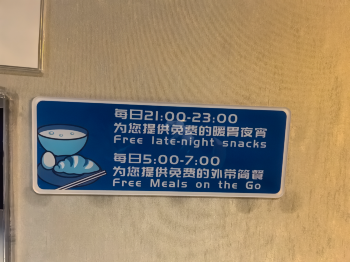 每日21:00-23:00
为您提供免费的暖胃夜宵
Free late-night snacks
每日5:00-7:00
为您提供免费的外带简餐
Free Meals on the Go